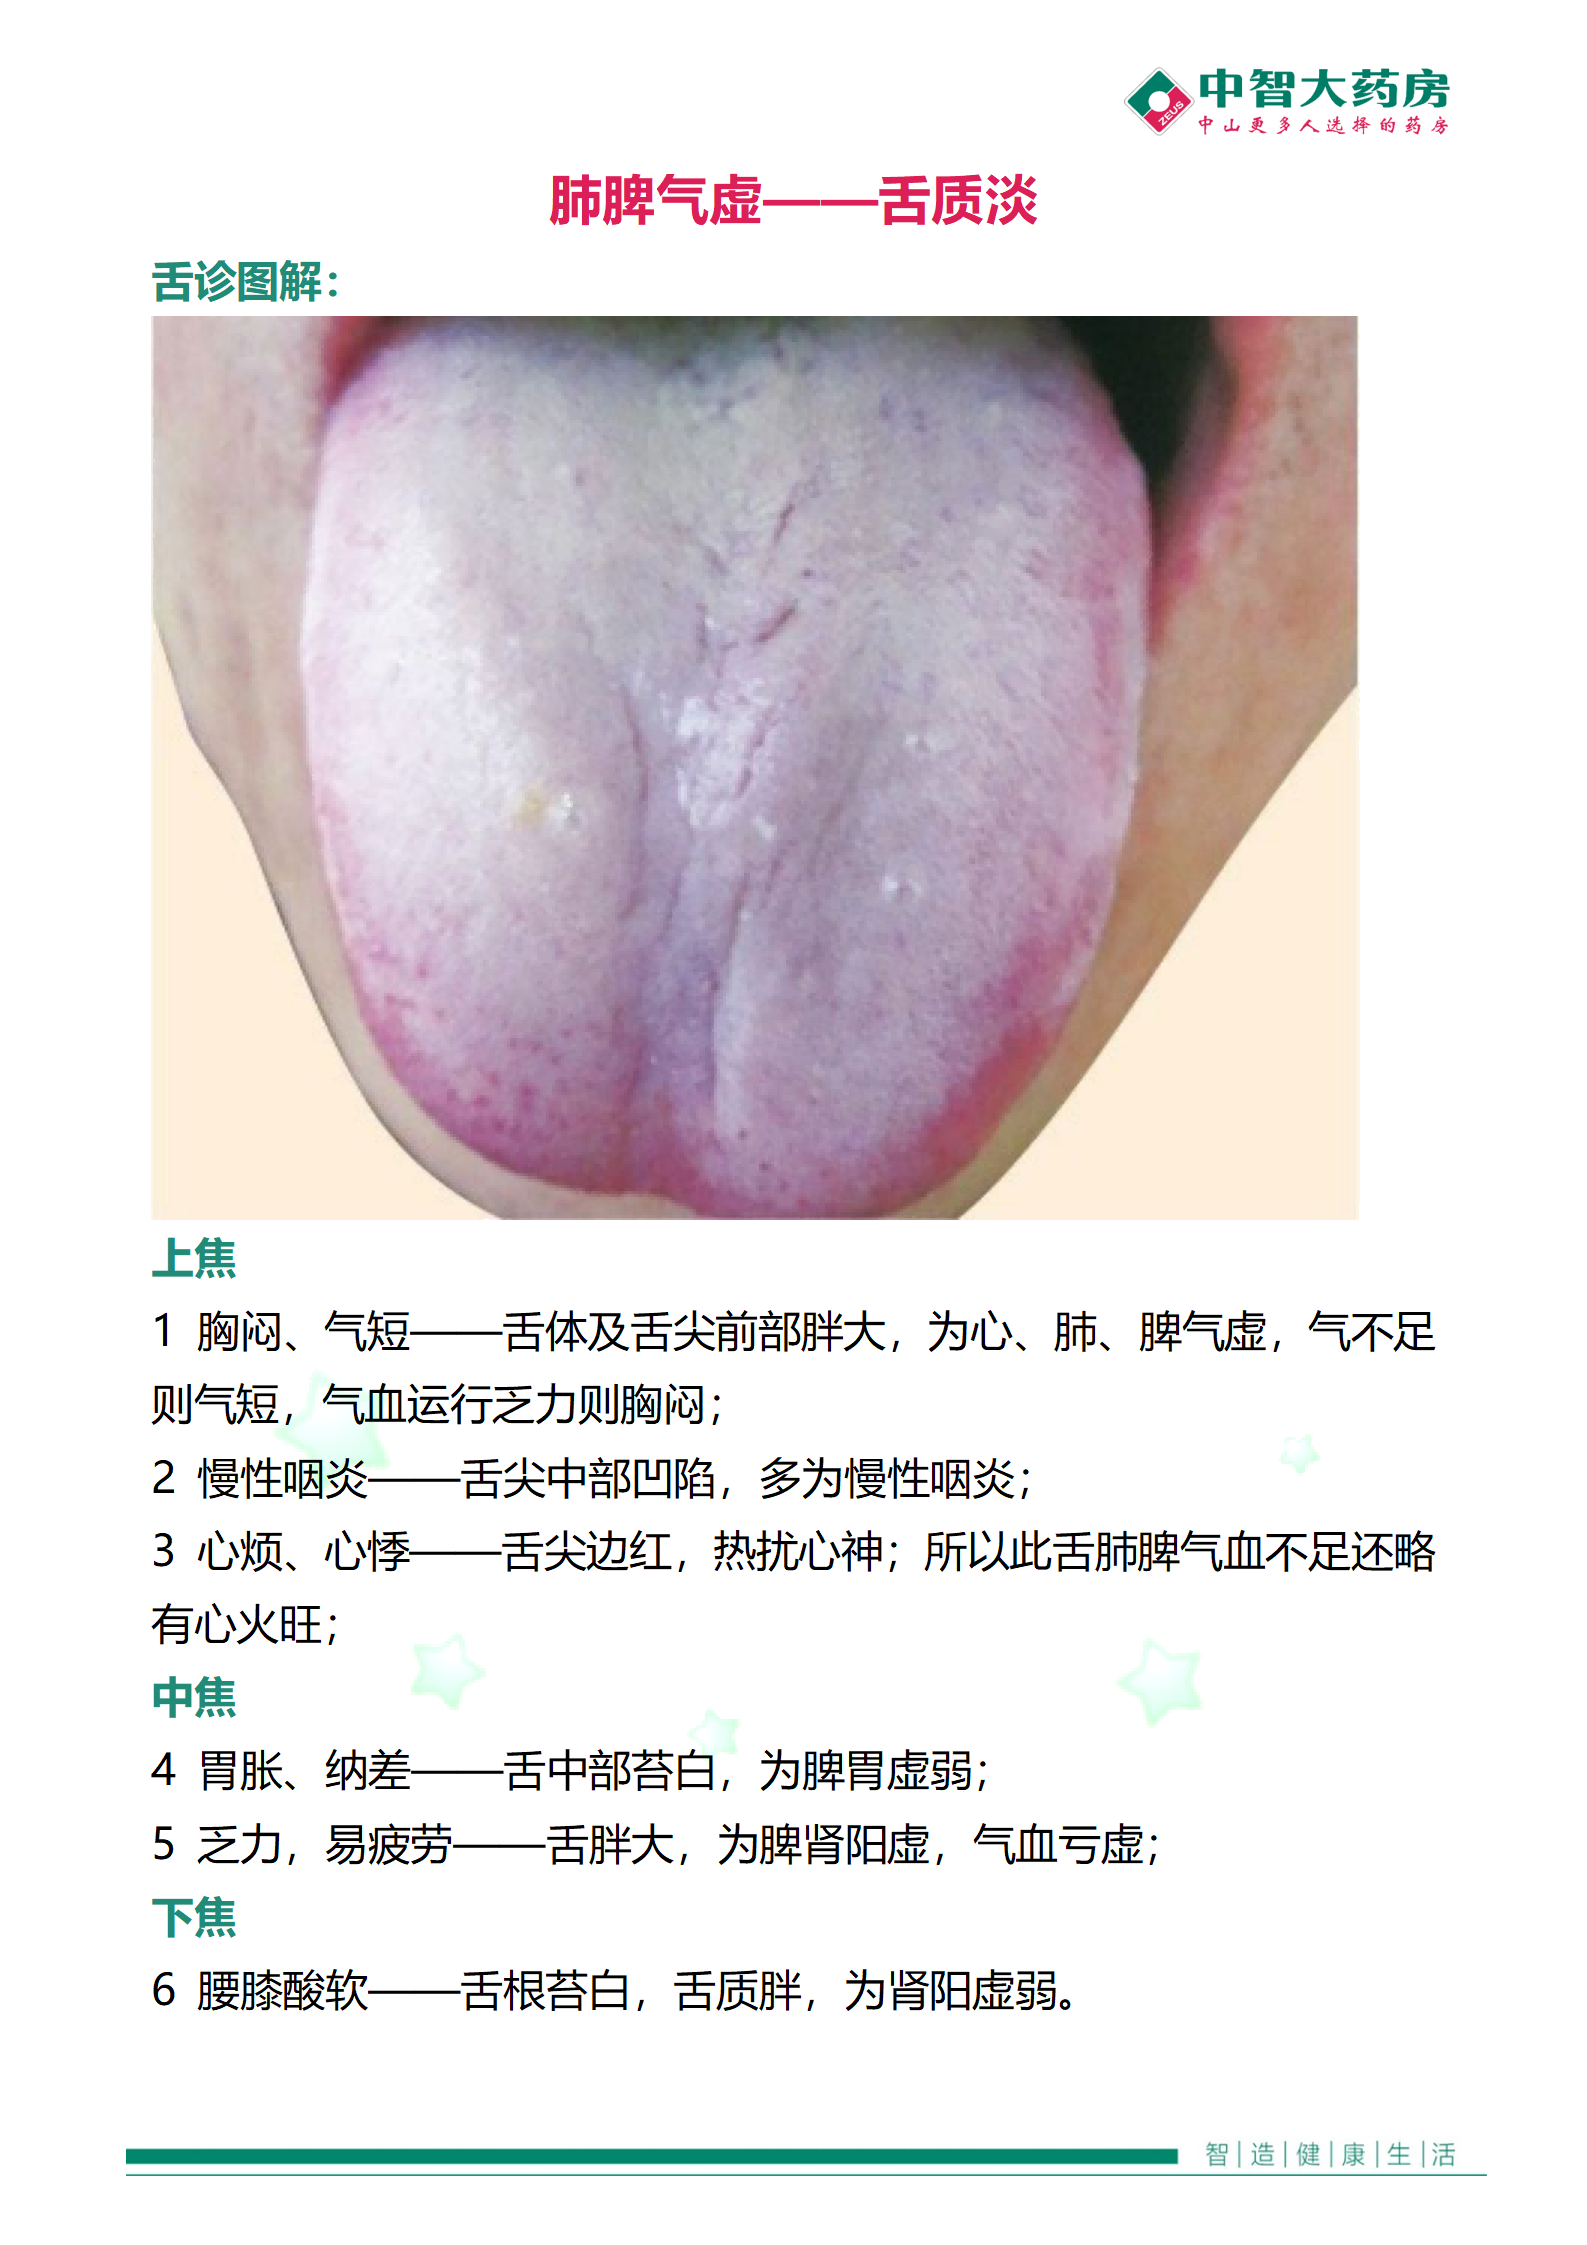 中智大药房
ZEUS
中山更多人选择的药房
肺脾气虚——舌质淡
舌诊图解：
上焦
1 胸闷、气短——舌体及舌尖前部胖大，为心、肺、脾气虚，气不足
则气短，气血运行乏力则胸闷；
2 慢性咽炎——舌尖中部凹陷，多为慢性咽炎；
3 心烦、心悸——舌尖边红，热扰心神；所以此舌肺脾气血不足还略
有心火旺；
中焦
4 胃胀、纳差——舌中部苔白，为脾胃虚弱；
5 乏力，易疲劳——舌胖大，为脾肾阳虚，气血亏虚；
下焦
6 腰膝酸软——舌根苔白，舌质胖，为肾阳虚弱。
智|造|健|康|生|活